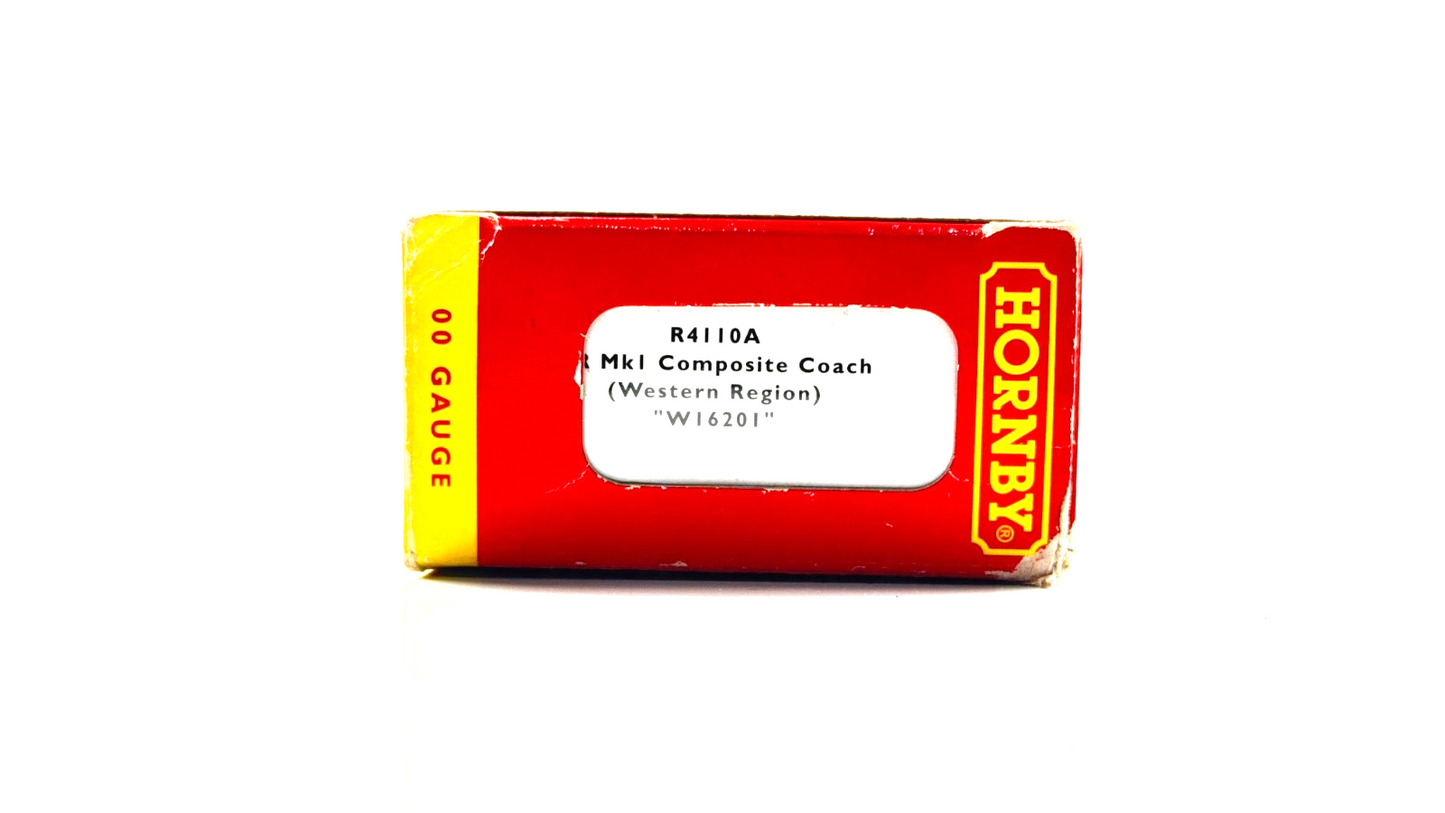 00 GAUGE
R4110A
Mk1 Composite Coach
(Western Region)
"W16201"
HORNBY®